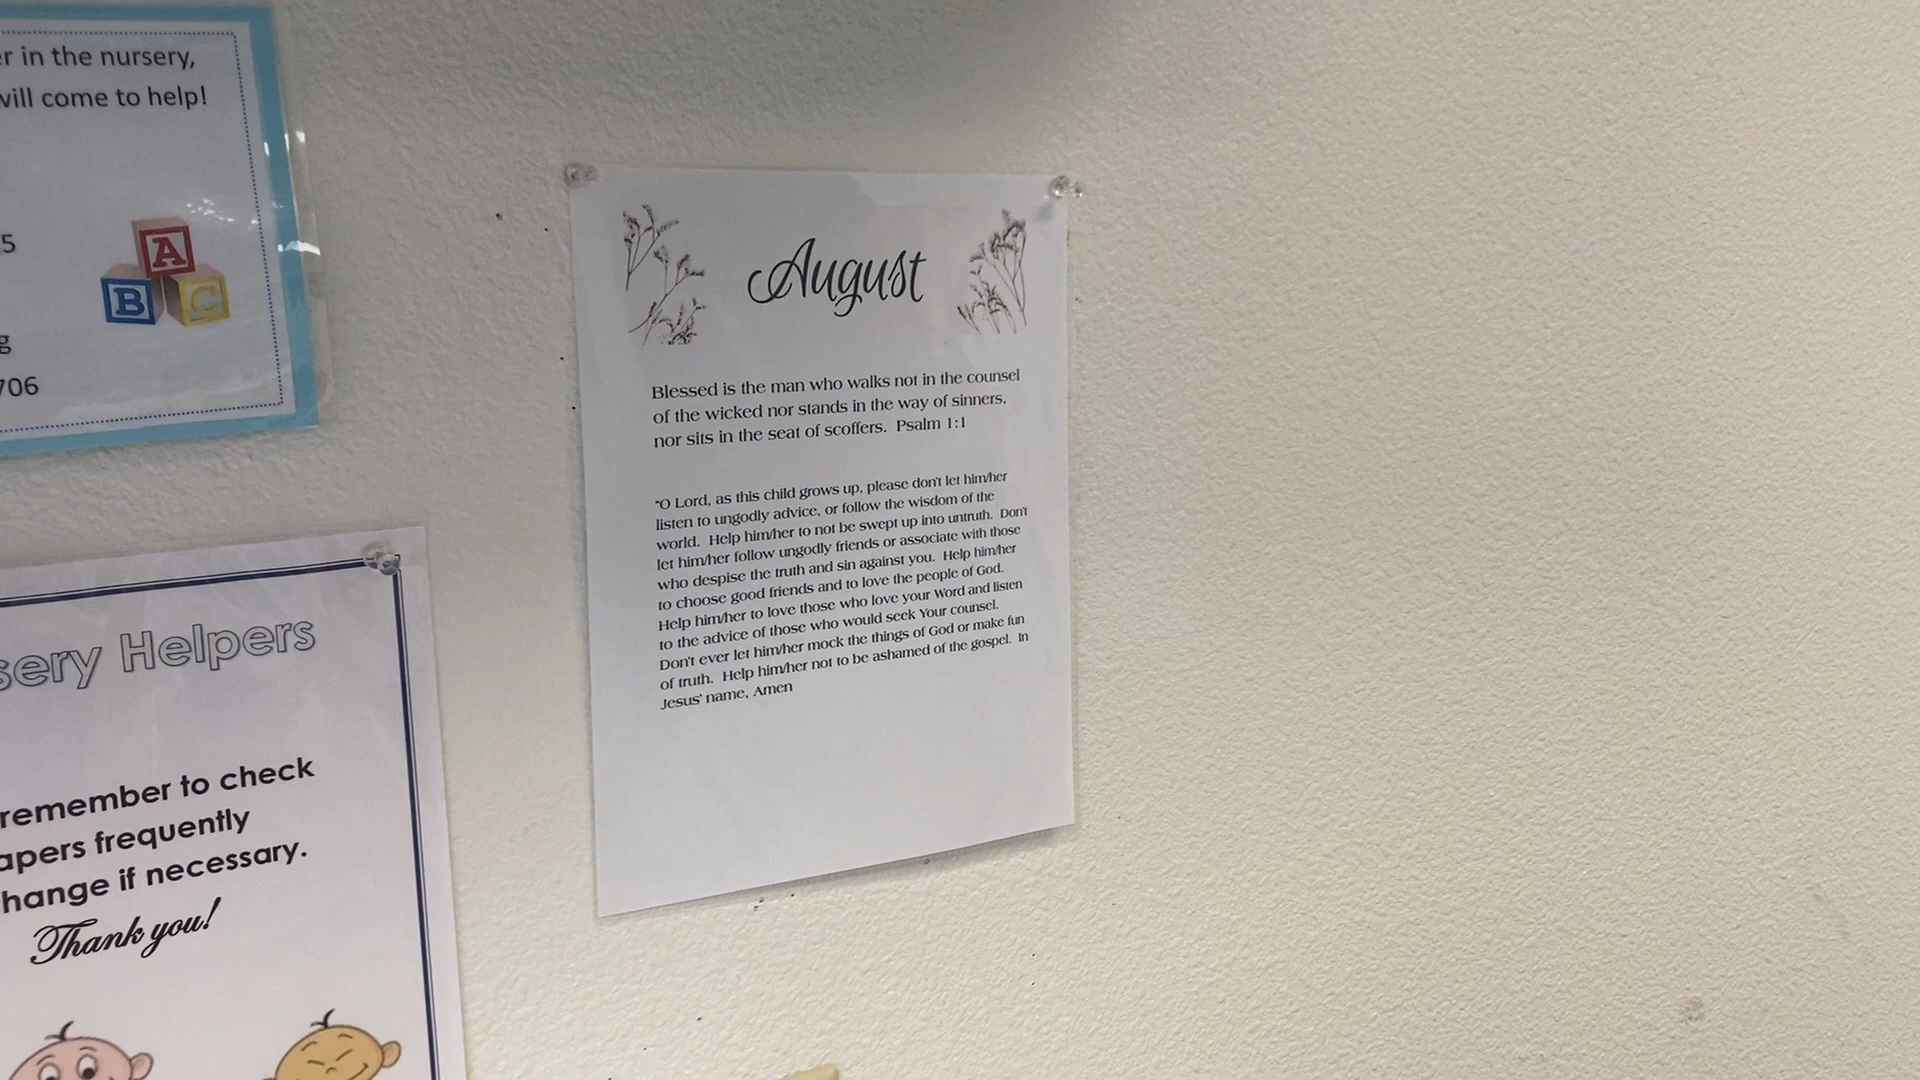 in the nursery,
will come to help!
5
A
B C
706
August
Blessed is the man who walks not in the counsel
of the wicked nor stands in the way of sinners,
nor sits in the seat of scoffers. Psalm 1:1
"O Lord, as this child grows up, please don't let him/her
listen to ungodly advice, or follow the wisdom of the
world. Help him/her to not be swept up into untruth. Don't
let him/her follow ungodly friends or associate with those
who despise the truth and sin against you. Help him/her
to choose good friends and to love the people of God.
Help him/her to love those who love your Word and listen
to the advice of those who would seek Your counsel.
Don't ever let him/her mock the things of God or make fun
of truth. Help him/her not to be ashamed of the gospel. In
Jesus' name, Amen
sery Helpers
remember to check
apers frequently
hange if necessary.
Thank you!